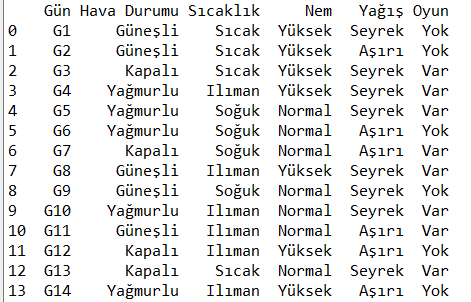 Gün Hava Durumu Sıcaklık Nem Yağış Oyun
0 G1 Güneşli Sıcak Yüksek Seyrek Yok
1 G2 Güneşli Sıcak Yüksek Aşırı Yok
2 G3 Kapalı Sıcak Yüksek Seyrek Var
3 G4 Yağmurlu Ilıman Yüksek Seyrek Var
4 G5 Yağmurlu Soğuk Normal Seyrek Var
5 G6 Yağmurlu Soğuk Normal Aşırı Yok
6 G7 Kapalı Soğuk Normal Aşırı Var
7 G8 Güneşli Ilıman Yüksek Seyrek Var
8 G9 Güneşli Soğuk Normal Seyrek Yok
9 G10 Yağmurlu Ilıman Normal Seyrek Var
10 G11 Güneşli Ilıman Normal Aşırı Var
11 G12 Kapalı Ilıman Yüksek Aşırı Yok
12 G13 Kapalı Sıcak Normal Seyrek Var
13 G14 Yağmurlu Ilıman Yüksek Aşırı Yok